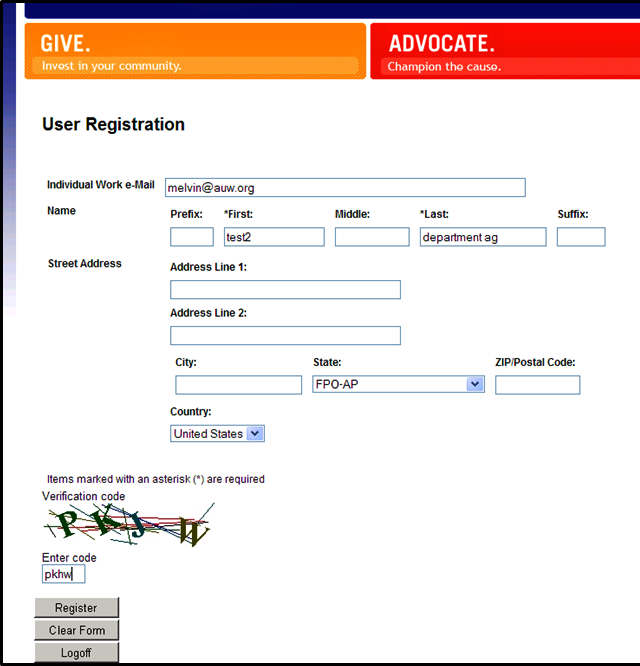 GIVE. ADVOCATE.
Invest in your community. Champion the cause.
User Registration
Individual Work e-Mail melvin@auw.org
Name Prefix: *First: Middle: *Last: Suffix:
test2 department ag
Street Address Address Line 1:
Address Line 2:
City: State: ZIP/Postal Code:
FPO-AP
Country:
United States
Items marked with an asterisk (*) are required
Verification code
Enter code
pkhw
Register
Clear Form
Logoff